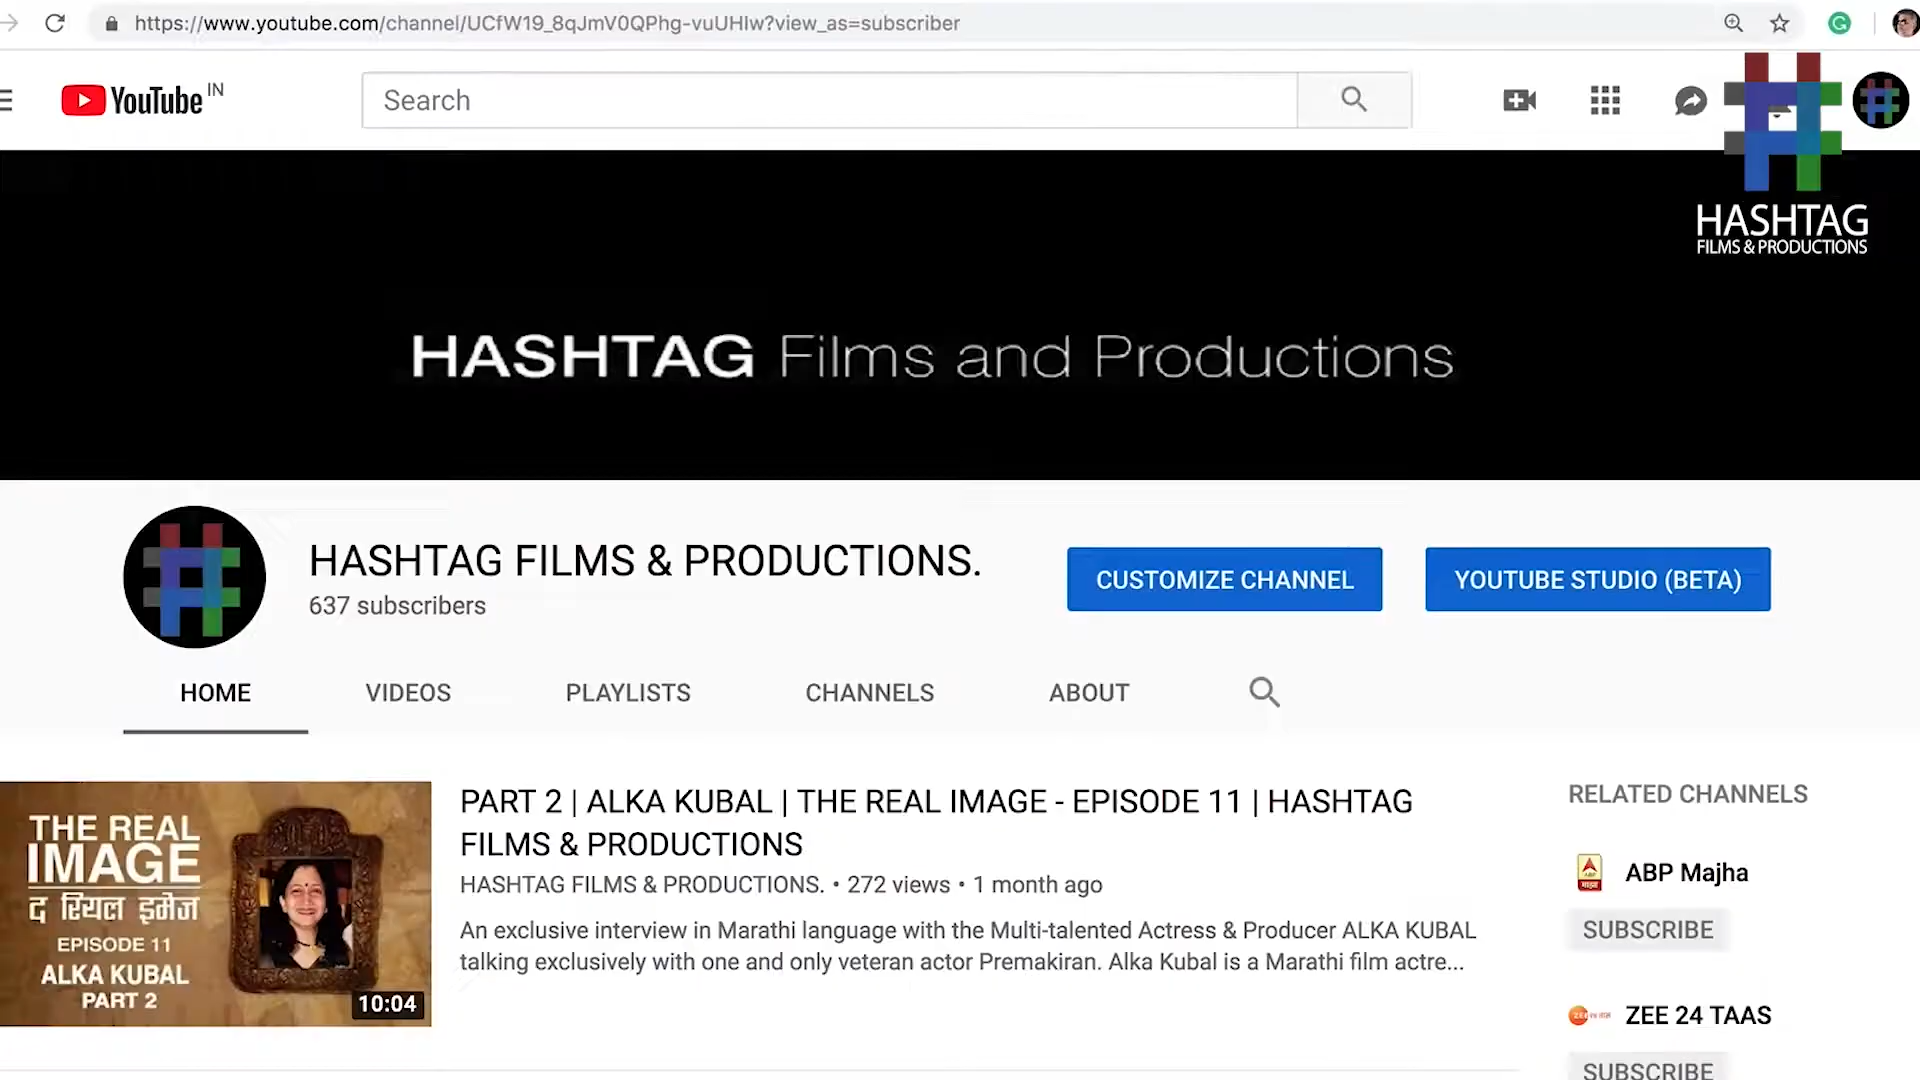 https://www.youtube.com/channel/UCfW19_8qJmV0QPhg-vuUHIw?view_as=subscriber
YouTube IN
Search
HASHTAG
FILMS & PRODUCTIONS
HASHTAG Films and Productions
HASHTAG FILMS & PRODUCTIONS.
637 subscribers
CUSTOMIZE CHANNEL
YOUTUBE STUDIO (BETA)
HOME VIDEOS PLAYLISTS CHANNELS ABOUT
THE REAL
IMAGE
द रियल इमेज
EPISODE 11
ALKA KUBAL
PART 2
10:04
PART 2 | ALKA KUBAL | THE REAL IMAGE - EPISODE 11 | HASHTAG
FILMS & PRODUCTIONS
HASHTAG FILMS & PRODUCTIONS. • 272 views • 1 month ago
An exclusive interview in Marathi language with the Multi-talented Actress & Producer ALKA KUBAL
talking exclusively with one and only veteran actor Premakiran. Alka Kubal is a Marathi film actre...
RELATED CHANNELS
ABP Majha
SUBSCRIBE
ZEE 24 TAAS
SUBSCRIBE